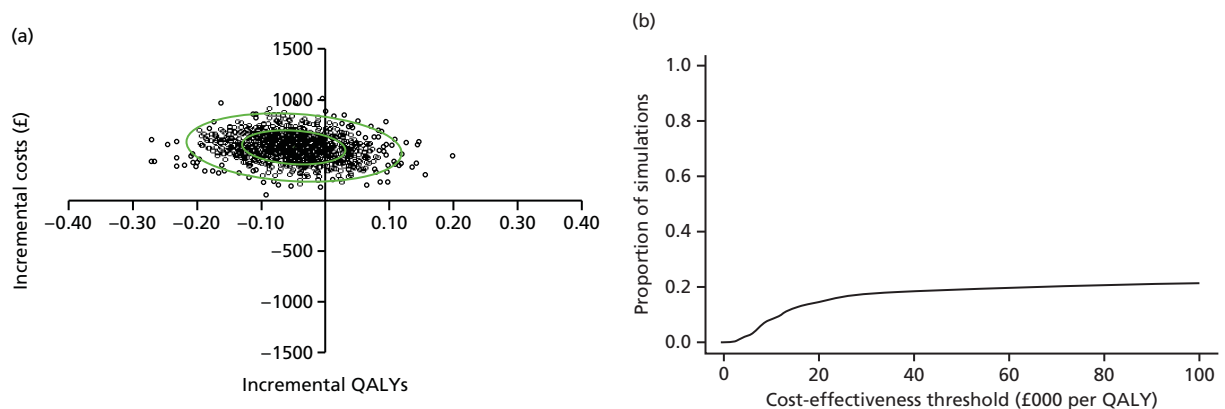 (a)
1500
1000
Incremental costs (£)
−0.40 −0.30 −0.20 −0.10 0.10 0.20 0.30 0.40
−500
−1000
−1500
Incremental QALYs
(b)
1.0
0.8
0.6
0.4
0.2
0.0
Proportion of simulations
0 20 40 60 80 100
Cost-effectiveness threshold (£000 per QALY)